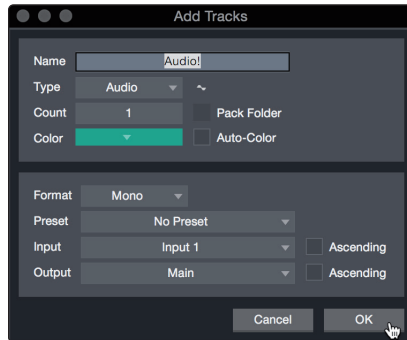 Add Tracks
Name Audio!
Type Audio
Count 1 Pack Folder
Color Auto-Color
Format Mono
Preset No Preset
Input Input 1 Ascending
Output Main Ascending
Cancel OK